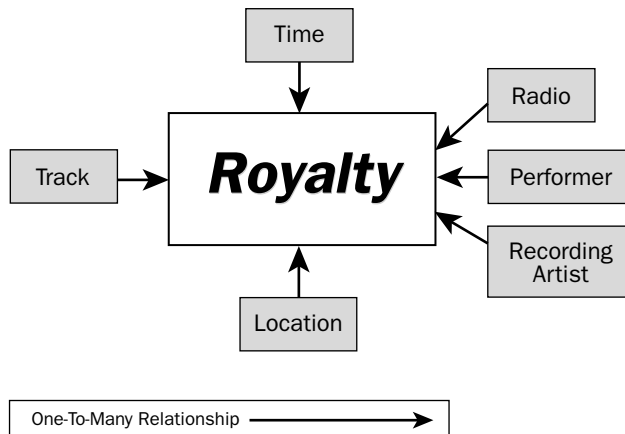 Time
Radio
Track
Royalty
Performer
Recording
Artist
Location
One-To-Many Relationship